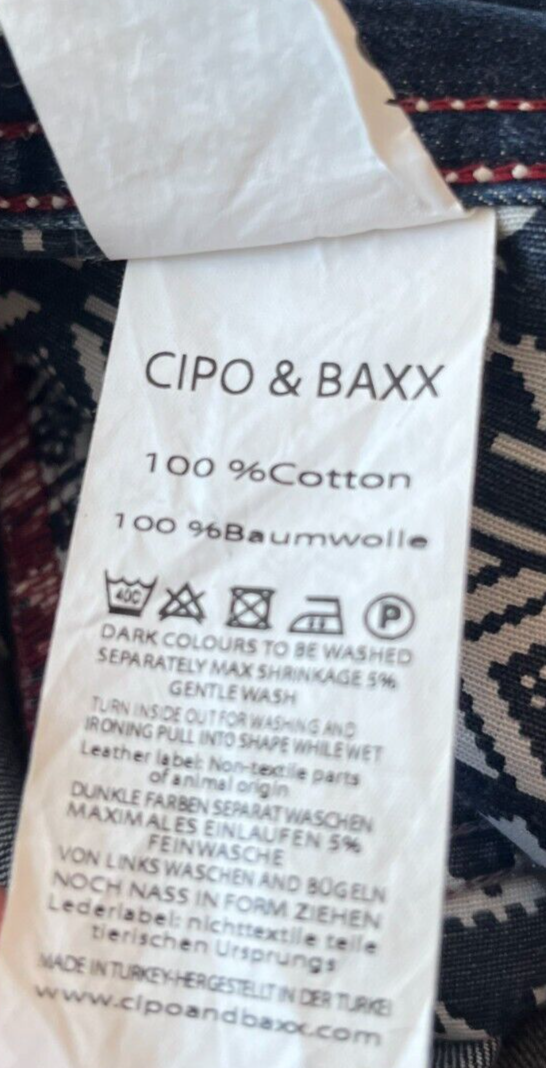 CIPO & BAXX
100 %Cotton
100 %Baumwolle
40C
P
DARK COLOURS TO BE WASHED
SEPARATELY MAX SHRINKAGE 5%
GENTLE WASH
TURN INSIDE OUT FOR WASHING AND
IRONING PULL INTO SHAPE WHILE WET
Leather label: Non-textile parts
of animal origin
DUNKLE FARBEN SEPARAT WASCHEN
MAXIMALES EINLAUFEN 5%
FEINWASCHE
VON LINKS WASCHEN AND BÜGELN
NOCH NASS IN FORM ZIEHEN
Lederlabel: nichttextile teile
tierischen Ursprungs
MADE IN TURKEY-HERGESTELLT IN DER TURKEI
www.cipoandbaxx.com